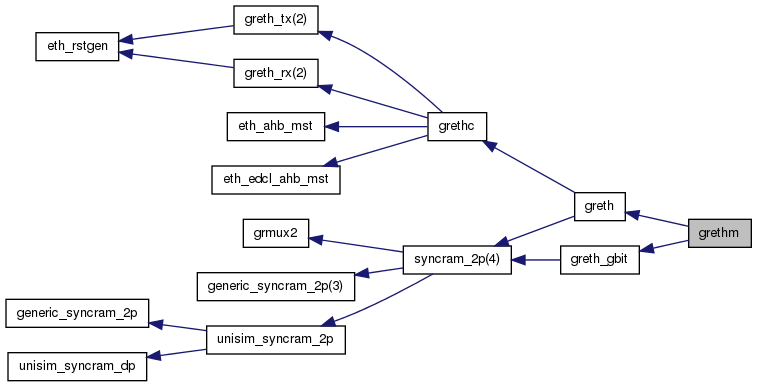 greth_tx(2)
eth_rstgen
greth_rx(2)
eth_ahb_mst
grethc
eth_edcl_ahb_mst
greth
grethm
grmux2
syncram_2p(4)
greth_gbit
generic_syncram_2p(3)
generic_syncram_2p
unisim_syncram_2p
unisim_syncram_dp